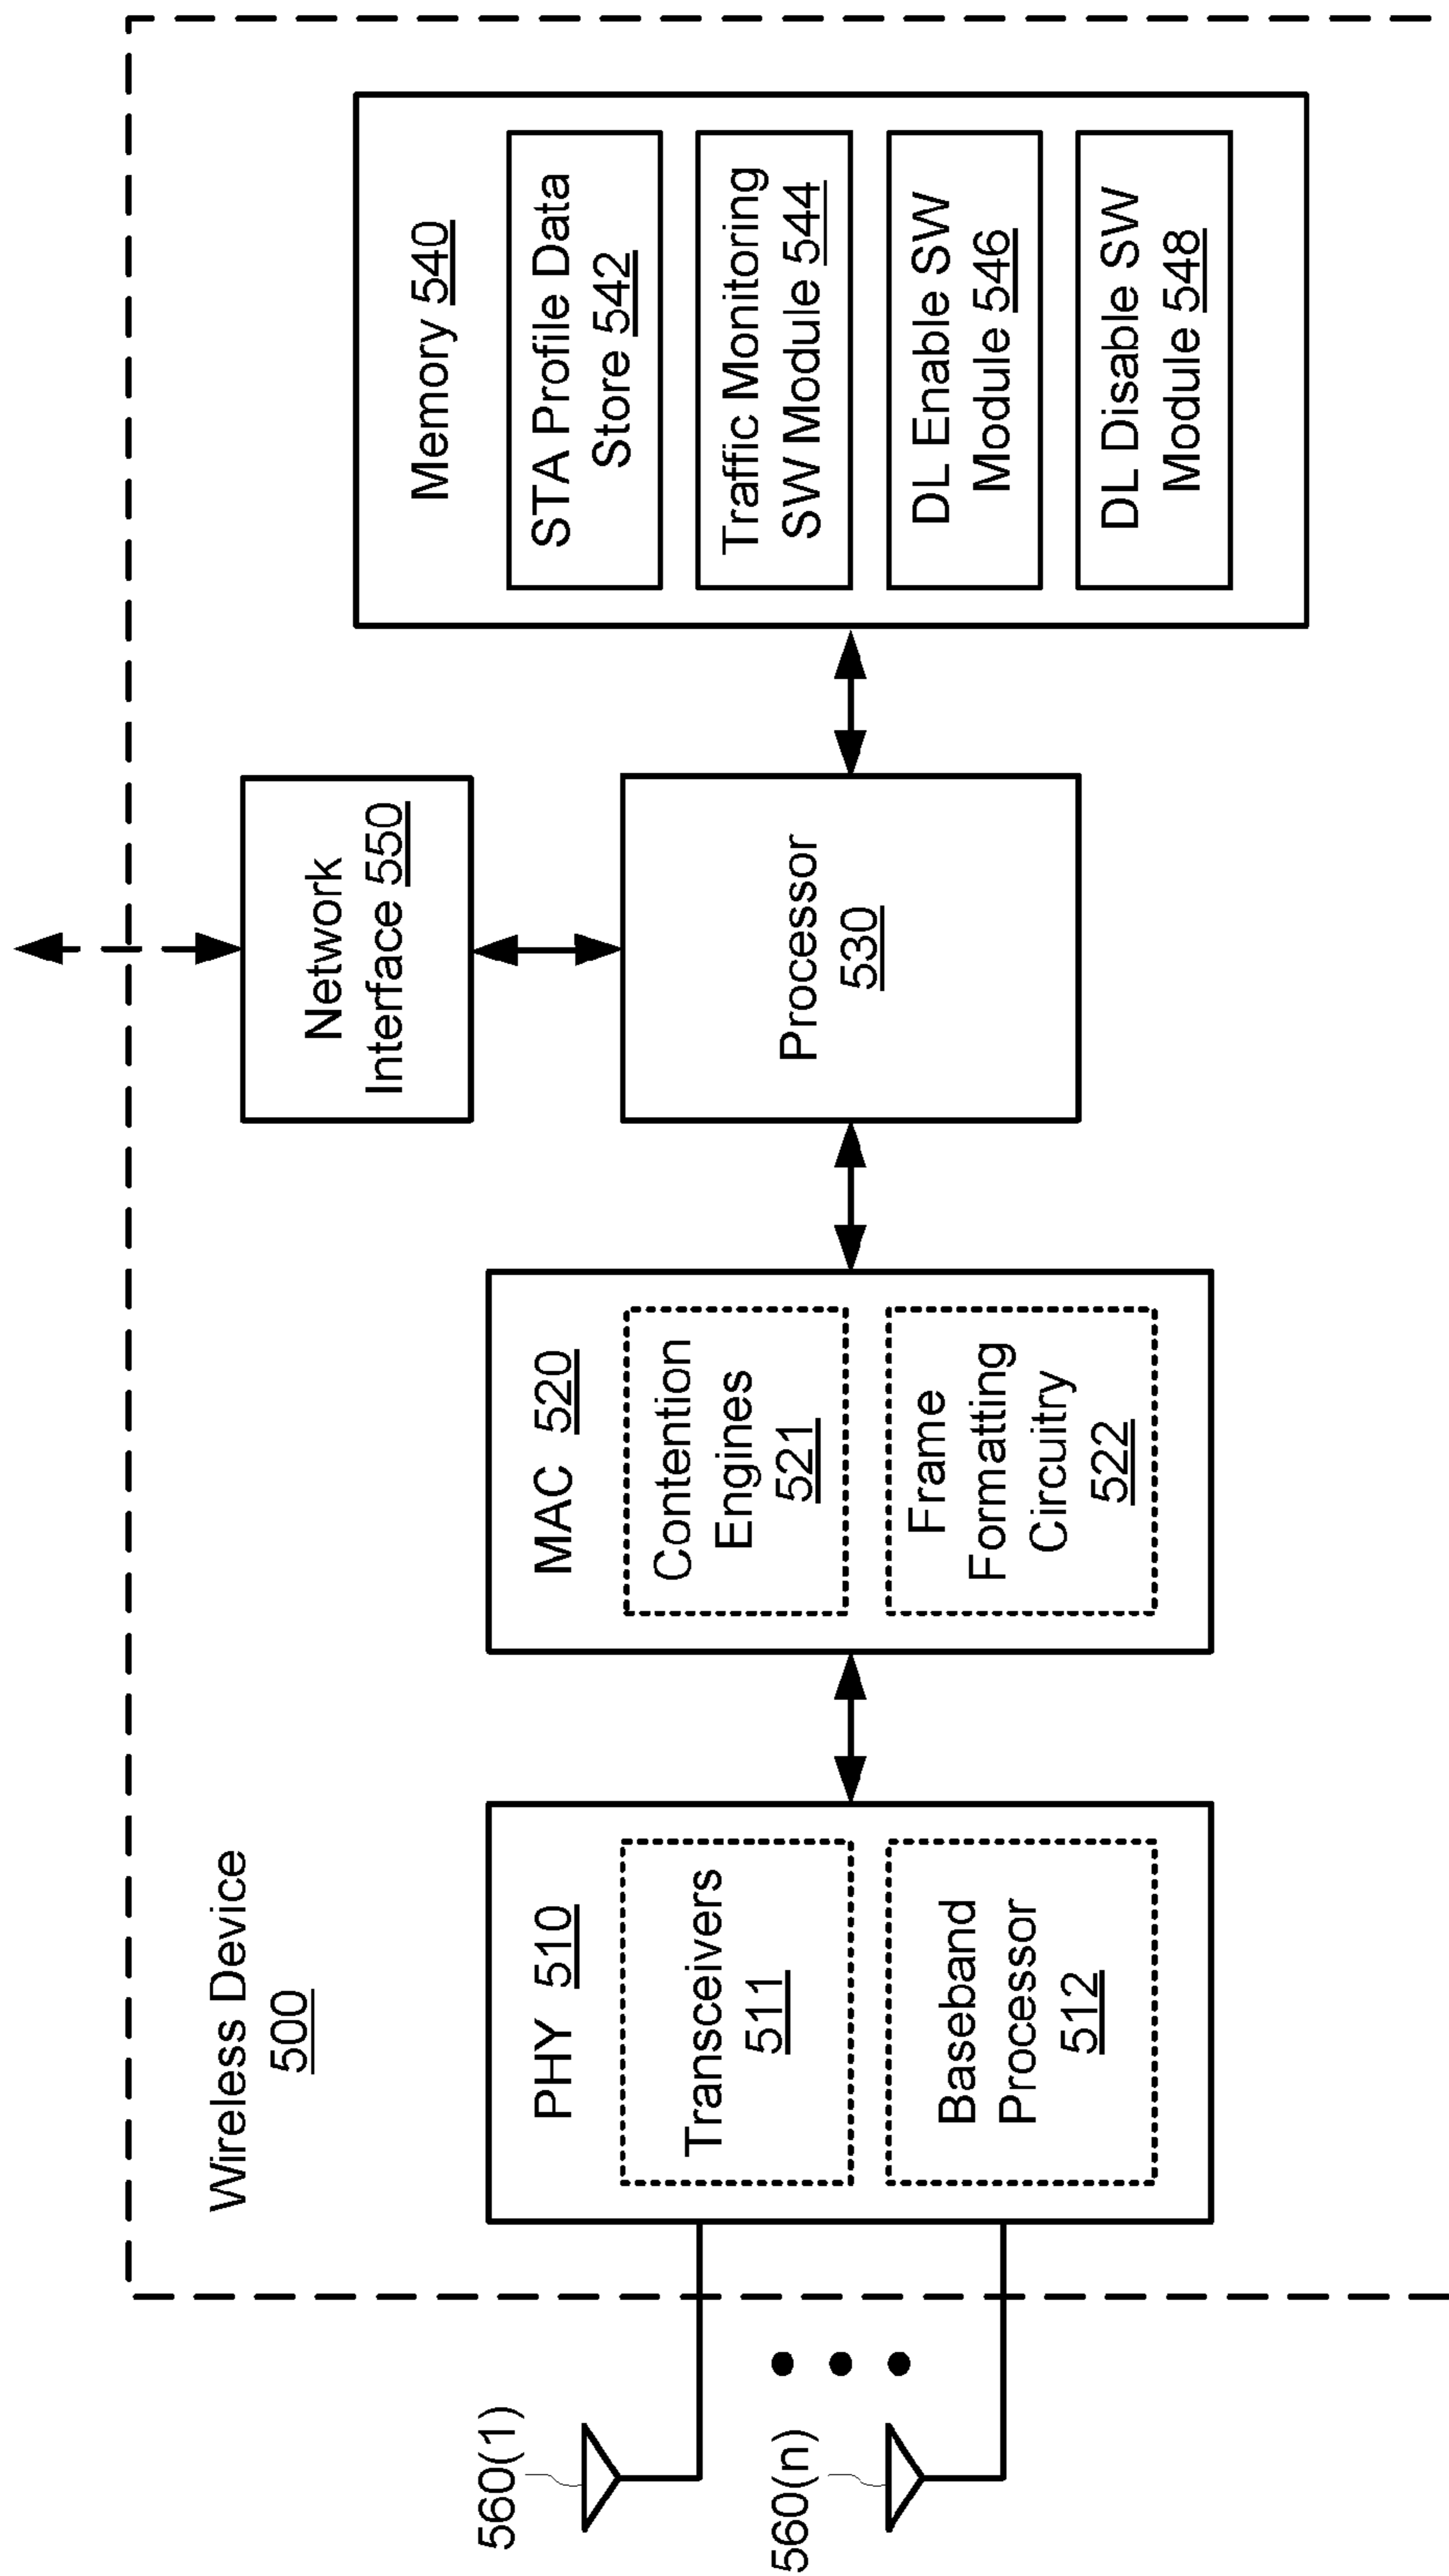 Wireless Device
500
560(1)
560(n)
PHY 510
Transceivers
511
Baseband
Processor
512
MAC 520
Contention
Engines
521
Frame
Formatting
Circuitry
522
Network
Interface 550
Processor
530
Memory 540
STA Profile Data
Store 542
Traffic Monitoring
SW Module 544
DL Enable SW
Module 546
DL Disable SW
Module 548